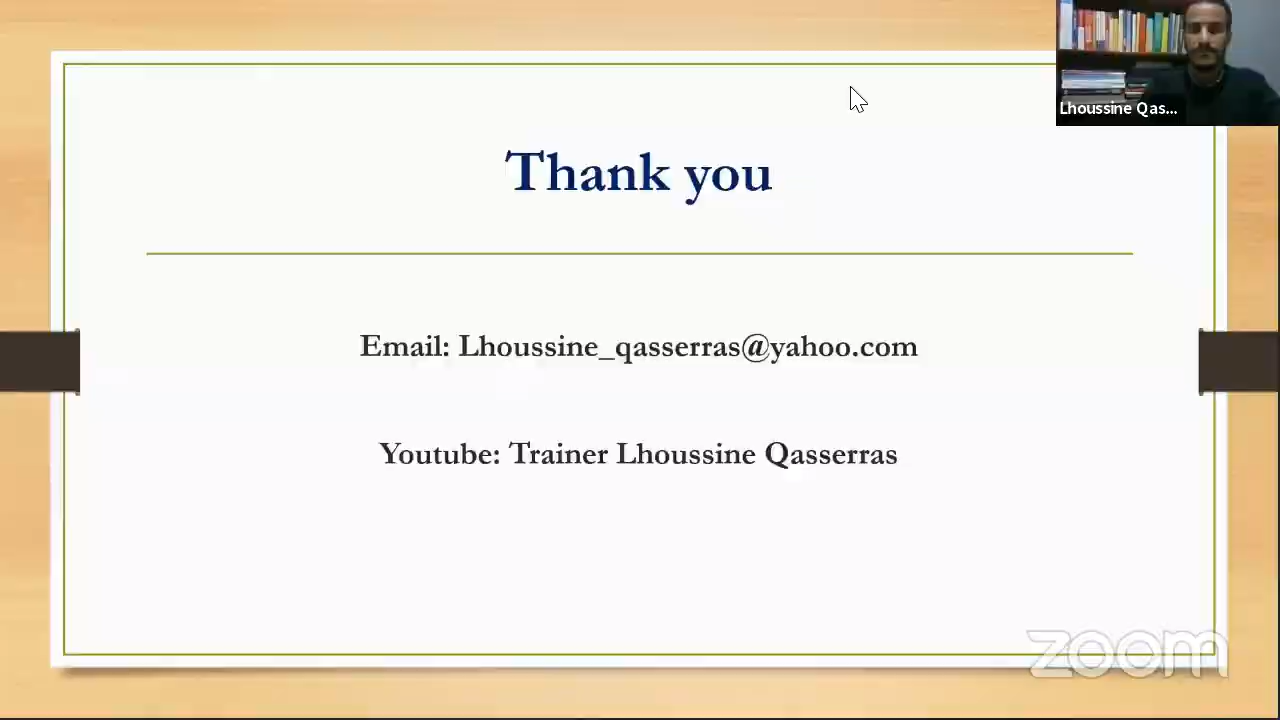 Lhoussine Qas...
Thank you
Email: Lhoussine_qasserras@yahoo.com
Youtube: Trainer Lhoussine Qasserras
zoom